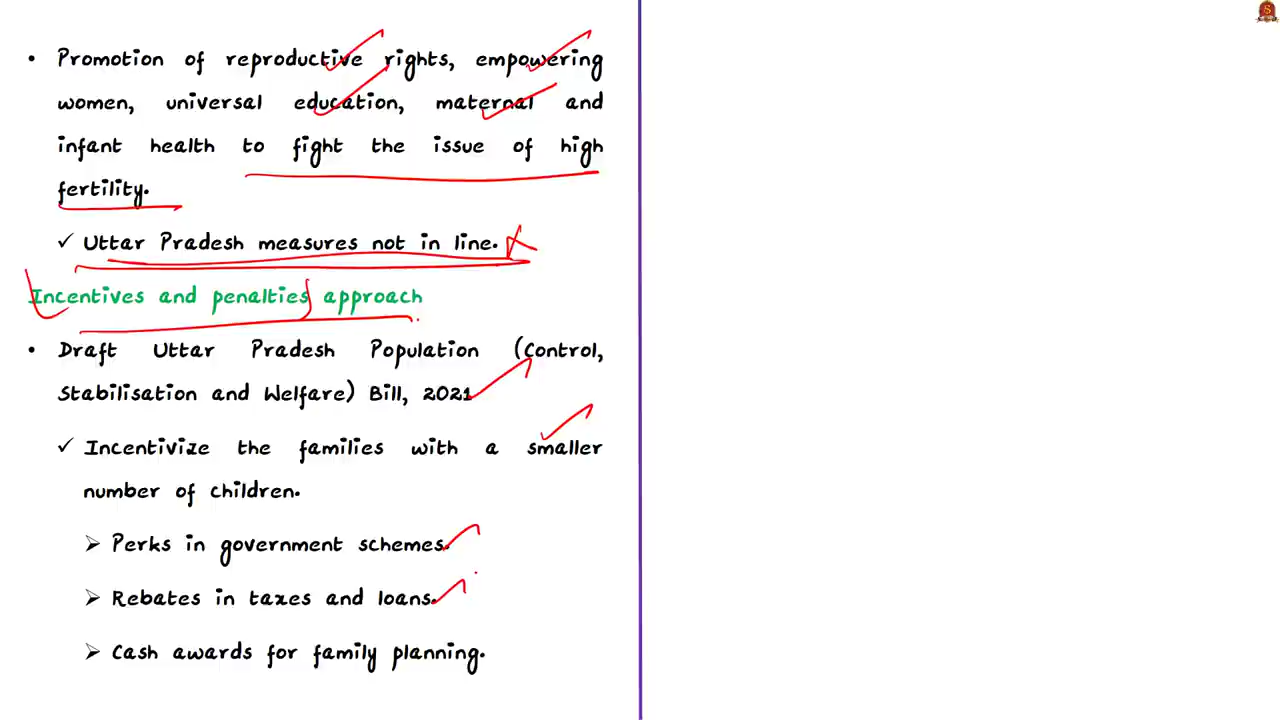 • Promotion of reproductive rights, empowering
women, universal education, maternal and
infant health to fight the issue of high
fertility.
✓ Uttar Pradesh measures not in line.
Incentives and penalties approach
• Draft Uttar Pradesh Population (Control,
Stabilisation and Welfare) Bill, 2021
✓ Incentivize the families with a smaller
number of children.
➢ Perks in government schemes.
➢ Rebates in taxes and loans.
➢ Cash awards for family planning.